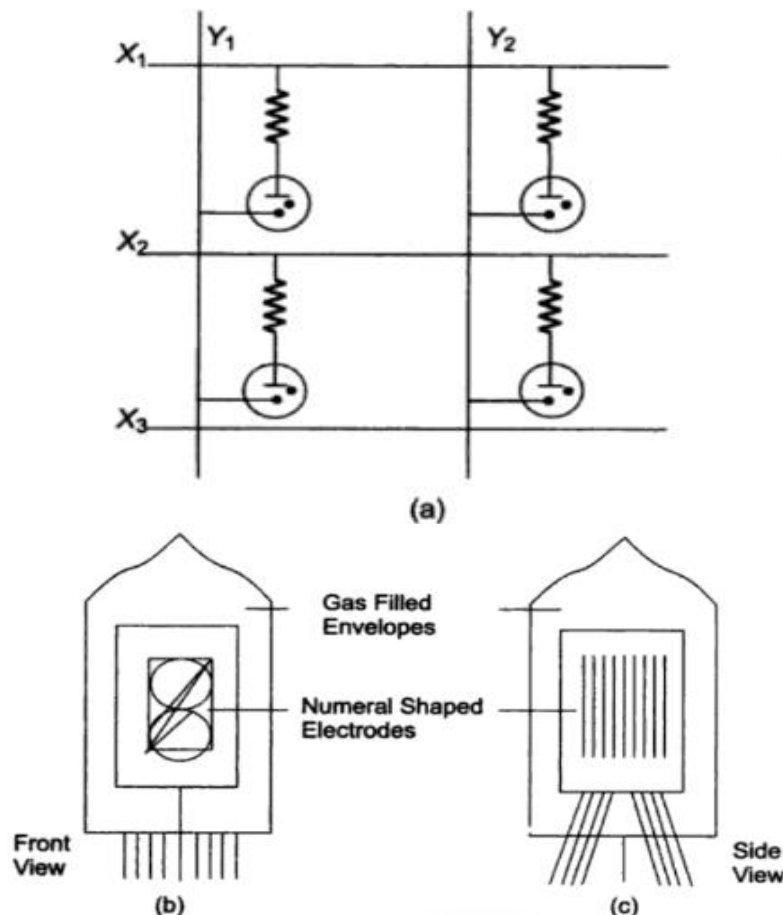 Y₁ Y₂
X₁
X₂
X₃
(a)
Gas Filled
Envelopes
Numeral Shaped
Electrodes
Front
View
Side
View
(b) (c)